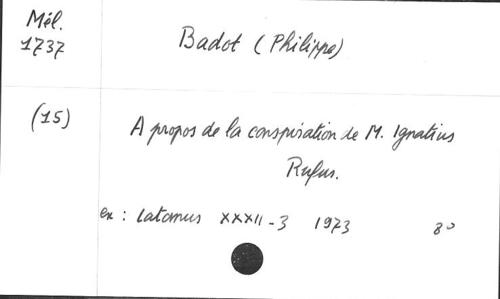 Mél.
1737
Badot (Philippe)
(15)
A propos de la conspiration de M. Ignatius
Rufus.
ex : Latomus XXXII-3 1973 8°